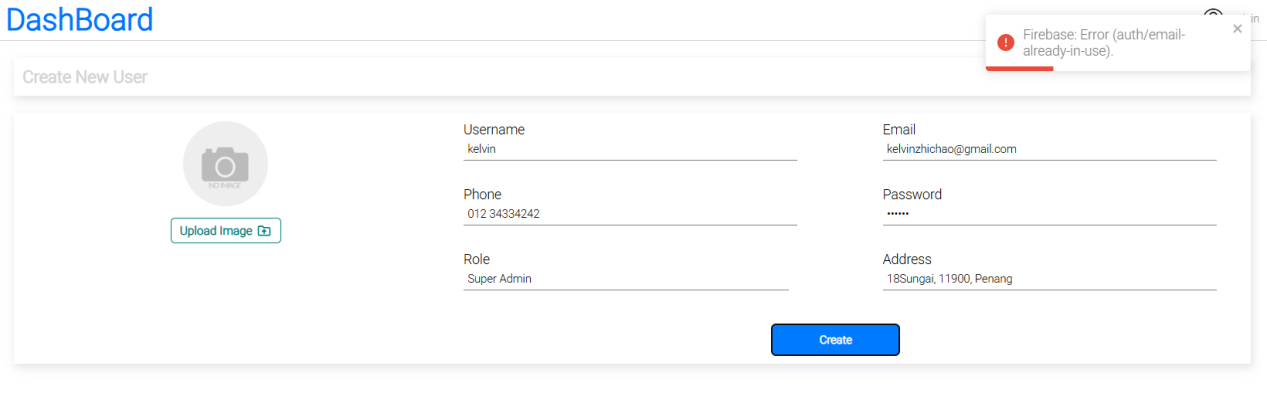 DashBoard
Firebase: Error (auth/email-
already-in-use).
Create New User
NO IMAGE
Upload Image
Username
kelvin
Email
kelvinzhichao@gmail.com
Phone
012 34334242
Password
••••••
Role
Super Admin
Address
18Sungai, 11900, Penang
Create